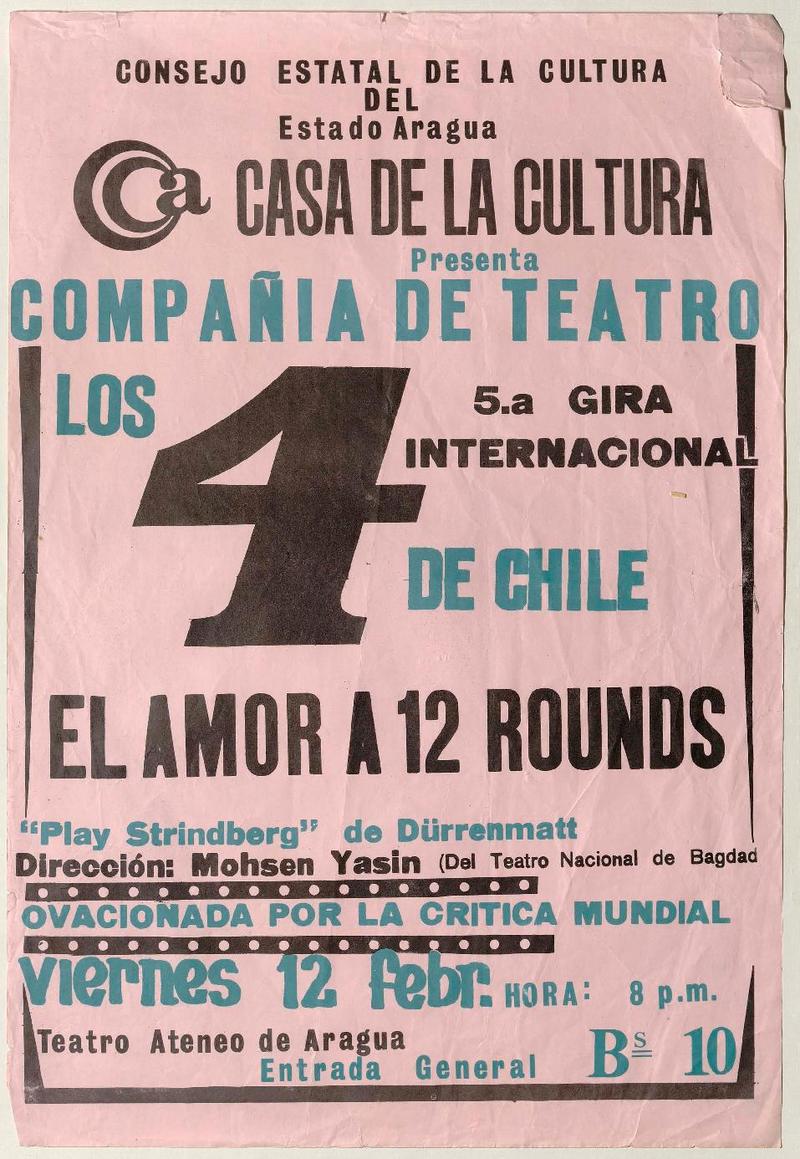 CONSEJO ESTATAL DE LA CULTURA
DEL
Estado Aragua
CCa CASA DE LA CULTURA
Presenta
COMPAÑIA DE TEATRO
LOS 4
5.a GIRA
INTERNACIONAL
DE CHILE
EL AMOR A 12 ROUNDS
“Play Strindberg” de Dürrenmatt
Dirección: Mohsen Yasin (Del Teatro Nacional de Bagdad
OVACIONADA POR LA CRITICA MUNDIAL
viernes 12 febr. HORA: 8 p.m.
Teatro Ateneo de Aragua
Entrada General Bs 10